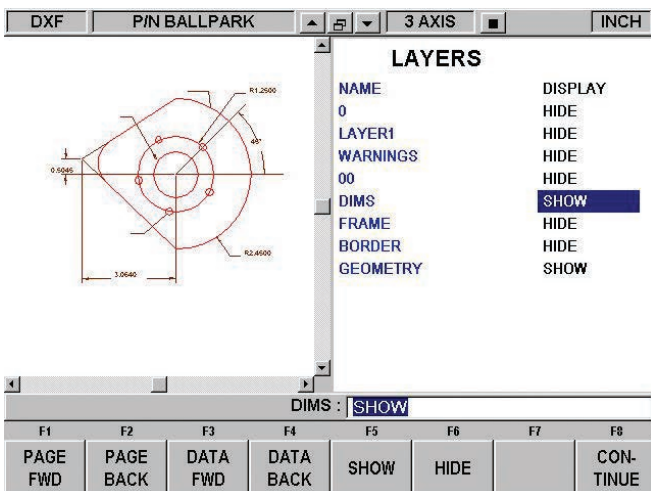 DXF P/N BALLPARK 3 AXIS INCH
LAYERS
NAME DISPLAY
0 HIDE
LAYER1 HIDE
WARNINGS HIDE
00 HIDE
DIMS SHOW
FRAME HIDE
BORDER HIDE
GEOMETRY SHOW
R1.2500
45°
0.5045
R2.4500
3.0640
DIMS : SHOW
F1 F2 F3 F4 F5 F6 F7 F8
PAGE FWD PAGE BACK DATA FWD DATA BACK SHOW HIDE CON-TINUE